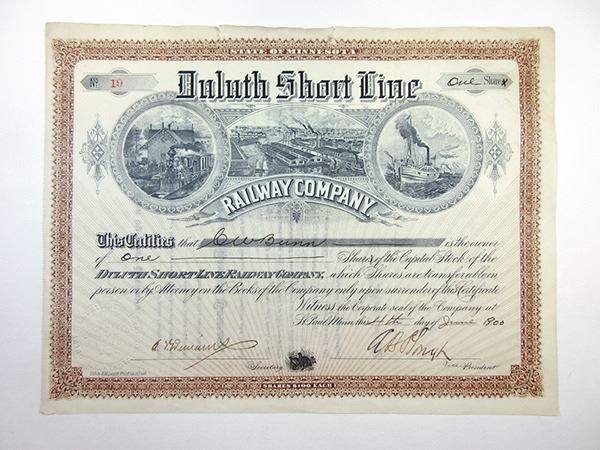 STATE OF MINNESOTA
No 19
One Share
Duluth Short Line
RAILWAY COMPANY.
This Certifies that C W Bunn is the owner
of One Shares of the Capital Stock of the
DULUTH SHORT LINE RAILWAY COMPANY, which Shares are transferable in
person or by Attorney on the Books of the Company only upon surrender of this Certificate
Witness the Corporate seal of the Company at
St. Paul Minn. this 4th day of June 1900
Secretary
Vice President
SHARES $100 EACH